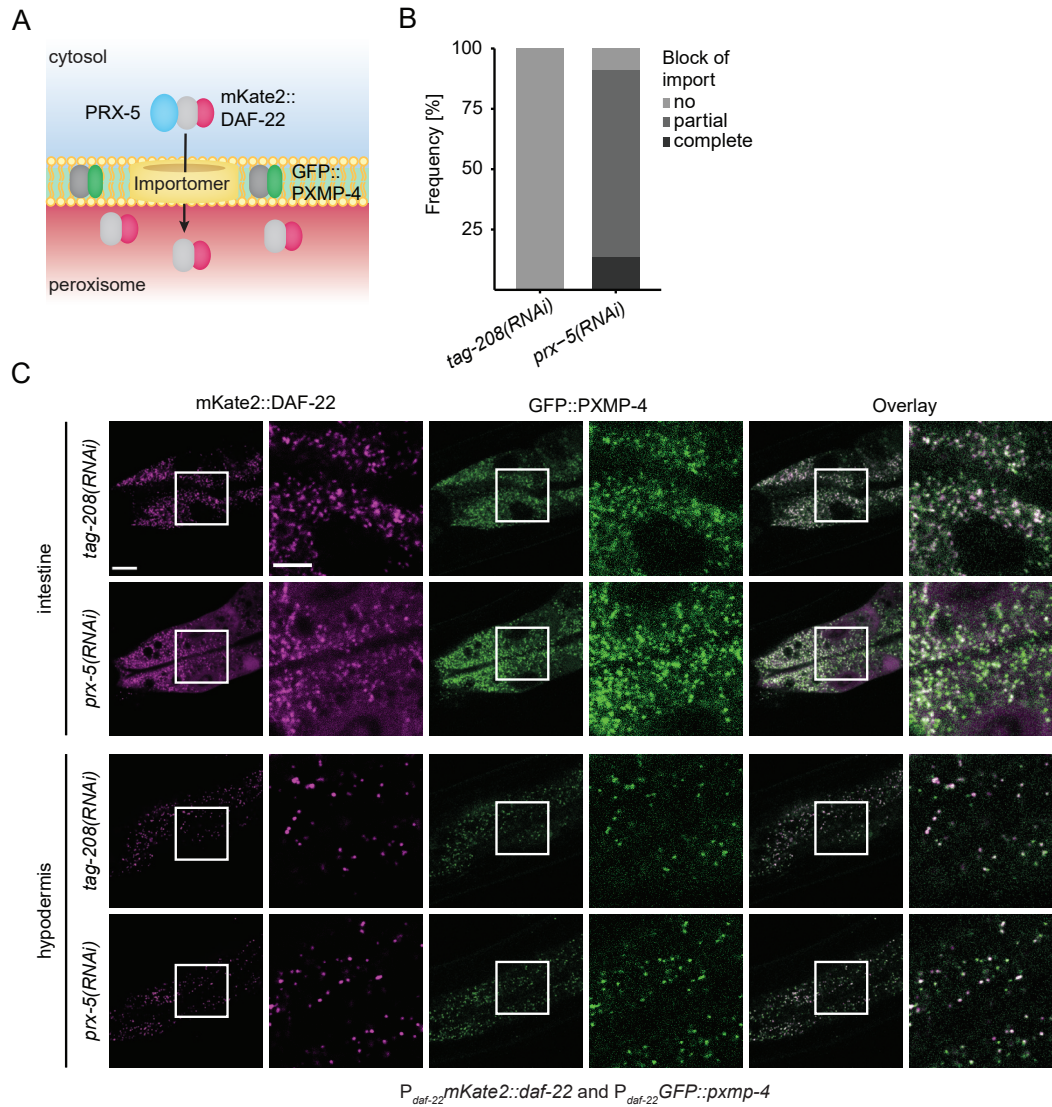 A
cytosol
PRX-5
mKate2::
DAF-22
Importomer
GFP::
PXMP-4
peroxisome
B
100
75
50
25
Frequency [%]
tag-208(RNAi)
prx−5(RNAi)
Block of
import
no
partial
complete
C
mKate2::DAF-22
GFP::PXMP-4
Overlay
intestine
tag-208(RNAi)
prx-5(RNAi)
hypodermis
tag-208(RNAi)
prx-5(RNAi)
Pdaf-22mKate2::daf-22 and Pdaf-22GFP::pxmp-4